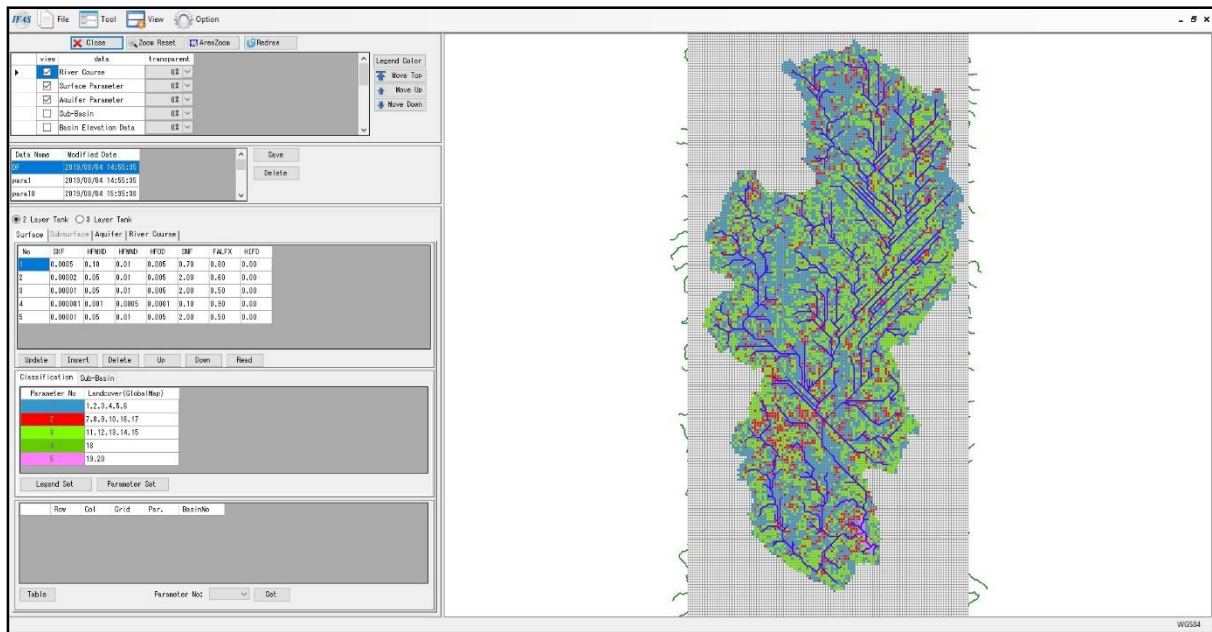 IFAS File Tool View Option
Close Zoom Reset AreaZoom Redraw
view data transparent
River Course 0%
Surface Parameter 0%
Aquifer Parameter 0%
Sub-Basin 0%
Basin Elevation Data 0%
Legend Color
Move Top
Move Up
Move Down
Data Name Modified Date
DF 2019/08/04 14:55:35
para1 2019/08/04 14:55:35
para10 2019/08/04 15:35:38
Save
Delete
2 Layer Tank 3 Layer Tank
Surface Subsurface Aquifer River Course
No SKF HFMXD HFMND HFOD SNF FALFX HIFD
1 0.0005 0.10 0.01 0.005 0.70 0.80 0.00
2 0.00002 0.05 0.01 0.005 2.00 0.60 0.00
3 0.00001 0.05 0.01 0.005 2.00 0.50 0.00
4 0.000001 0.001 0.0005 0.0001 0.10 0.90 0.00
5 0.00001 0.05 0.01 0.005 2.00 0.50 0.00
Update Insert Delete Up Down Read
Classification Sub-Basin
Parameter No Landcover(GlobalMap)
1.2.3.4.5.6
2 7.8.9.10.16.17
3 11.12.13.14.15
4 18
5 19.20
Legend Set Parameter Set
Row Col Grid Par. BasinNo
Table Parameter No: Set
WGS84